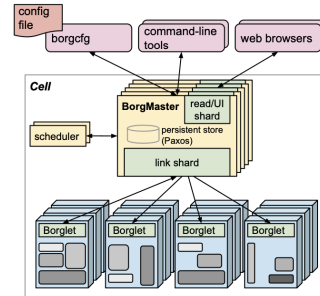 config
file
borgcfg
command-line
tools
web browsers
Cell
BorgMaster
read/UI
shard
persistent store
(Paxos)
scheduler
link shard
Borglet
Borglet
Borglet
Borglet